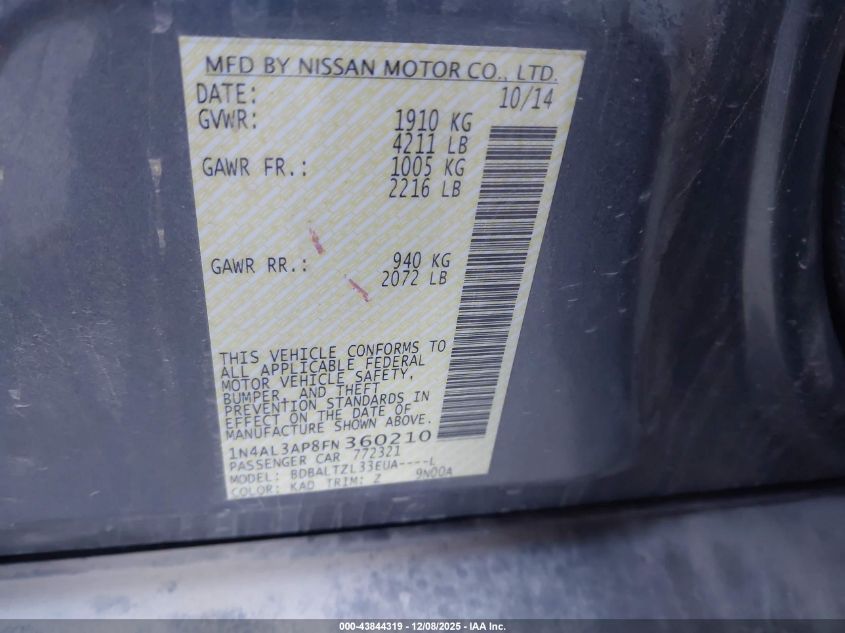 MFD BY NISSAN MOTOR CO., LTD.
DATE: 10/14
GVWR: 1910 KG
4211 LB
GAWR FR.: 1005 KG
2216 LB
GAWR RR.: 940 KG
2072 LB
THIS VEHICLE CONFORMS TO
ALL APPLICABLE FEDERAL
MOTOR VEHICLE SAFETY,
BUMPER, AND THEFT
PREVENTION STANDARDS IN
EFFECT ON THE DATE OF
MANUFACTURE SHOWN ABOVE.
1N4AL3AP8FN360210
PASSENGER CAR 772321
MODEL: BDBALTZL33EUA----L
COLOR: KAD TRIM: Z 9N00A
000-43844319 | 12/08/2025 - IAA Inc.